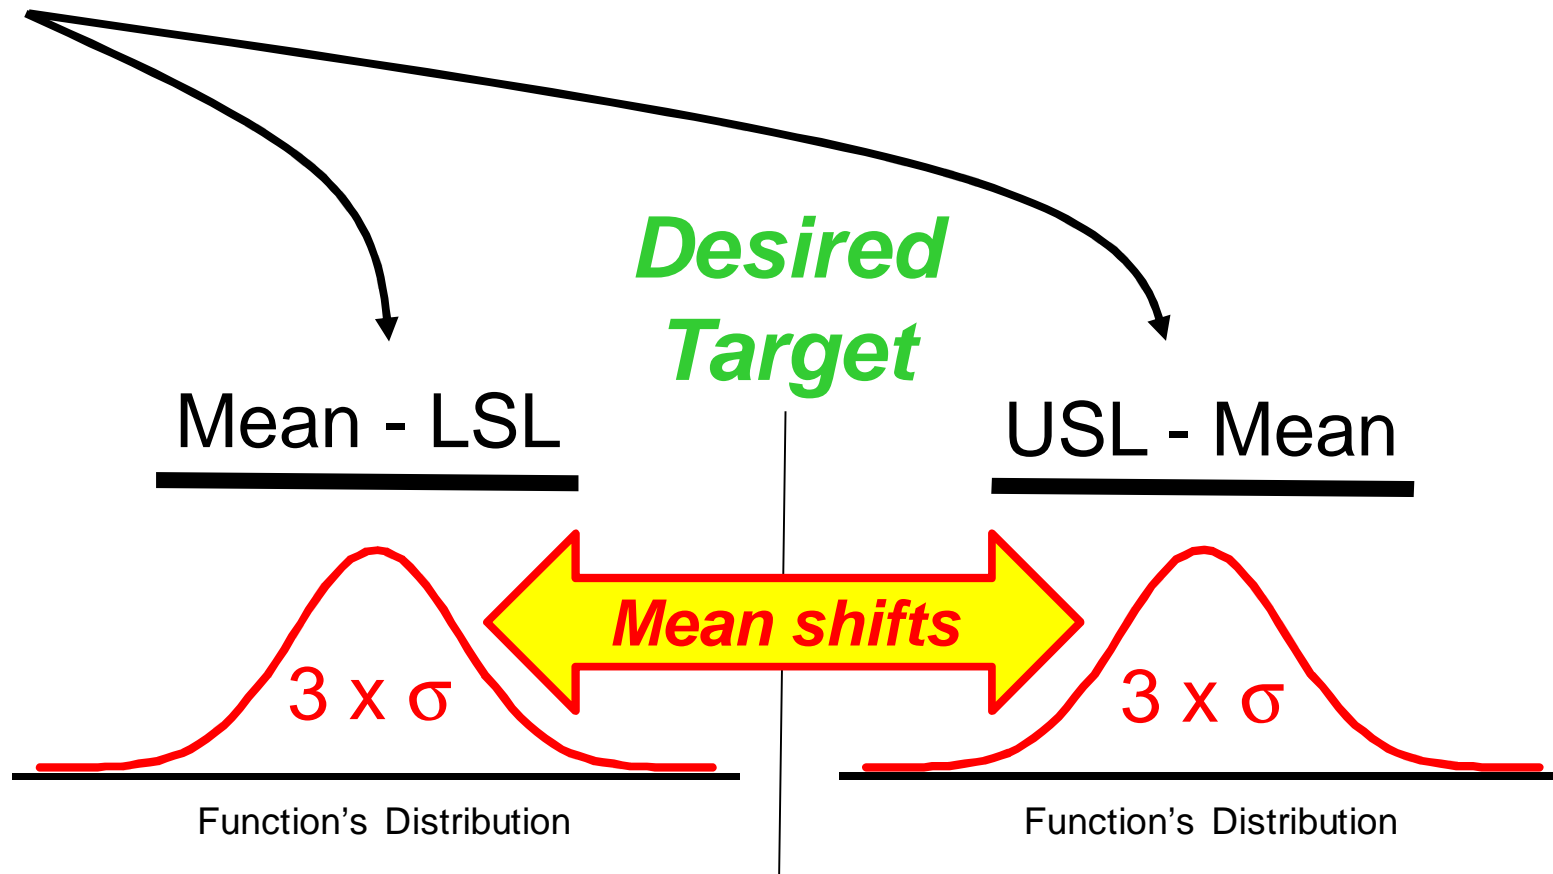 Desired
Target
Mean - LSL
USL - Mean
Mean shifts
3 x σ
3 x σ
Function's Distribution
Function's Distribution